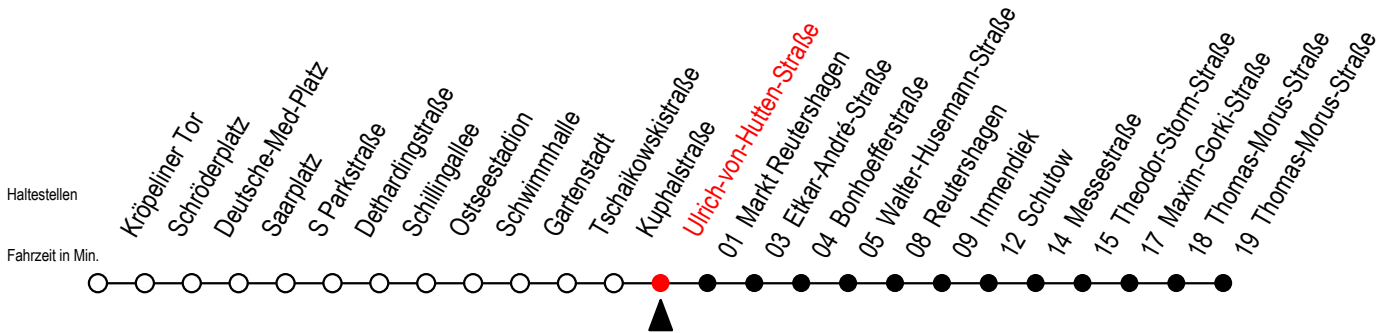 Haltestellen
Fahrzeit in Min.
Kröpeliner Tor
Schröderplatz
Deutsche-Med-Platz
Saarplatz
S Parkstraße
Dethardingstraße
Schillingallee
Ostseestadion
Schwimmhalle
Gartenstadt
Tschaikowskistraße
Kuphalstraße
Ulrich-von-Hutten-Straße
01 Markt Reutershagen
03 Etkar-André-Straße
04 Bonhoefferstraße
05 Walter-Husemann-Straße
08 Reutershagen
09 Immendiek
12 Schutow
14 Messestraße
15 Theodor-Storm-Straße
17 Maxim-Gorki-Straße
18 Thomas-Morus-Straße
19 Thomas-Morus-Straße